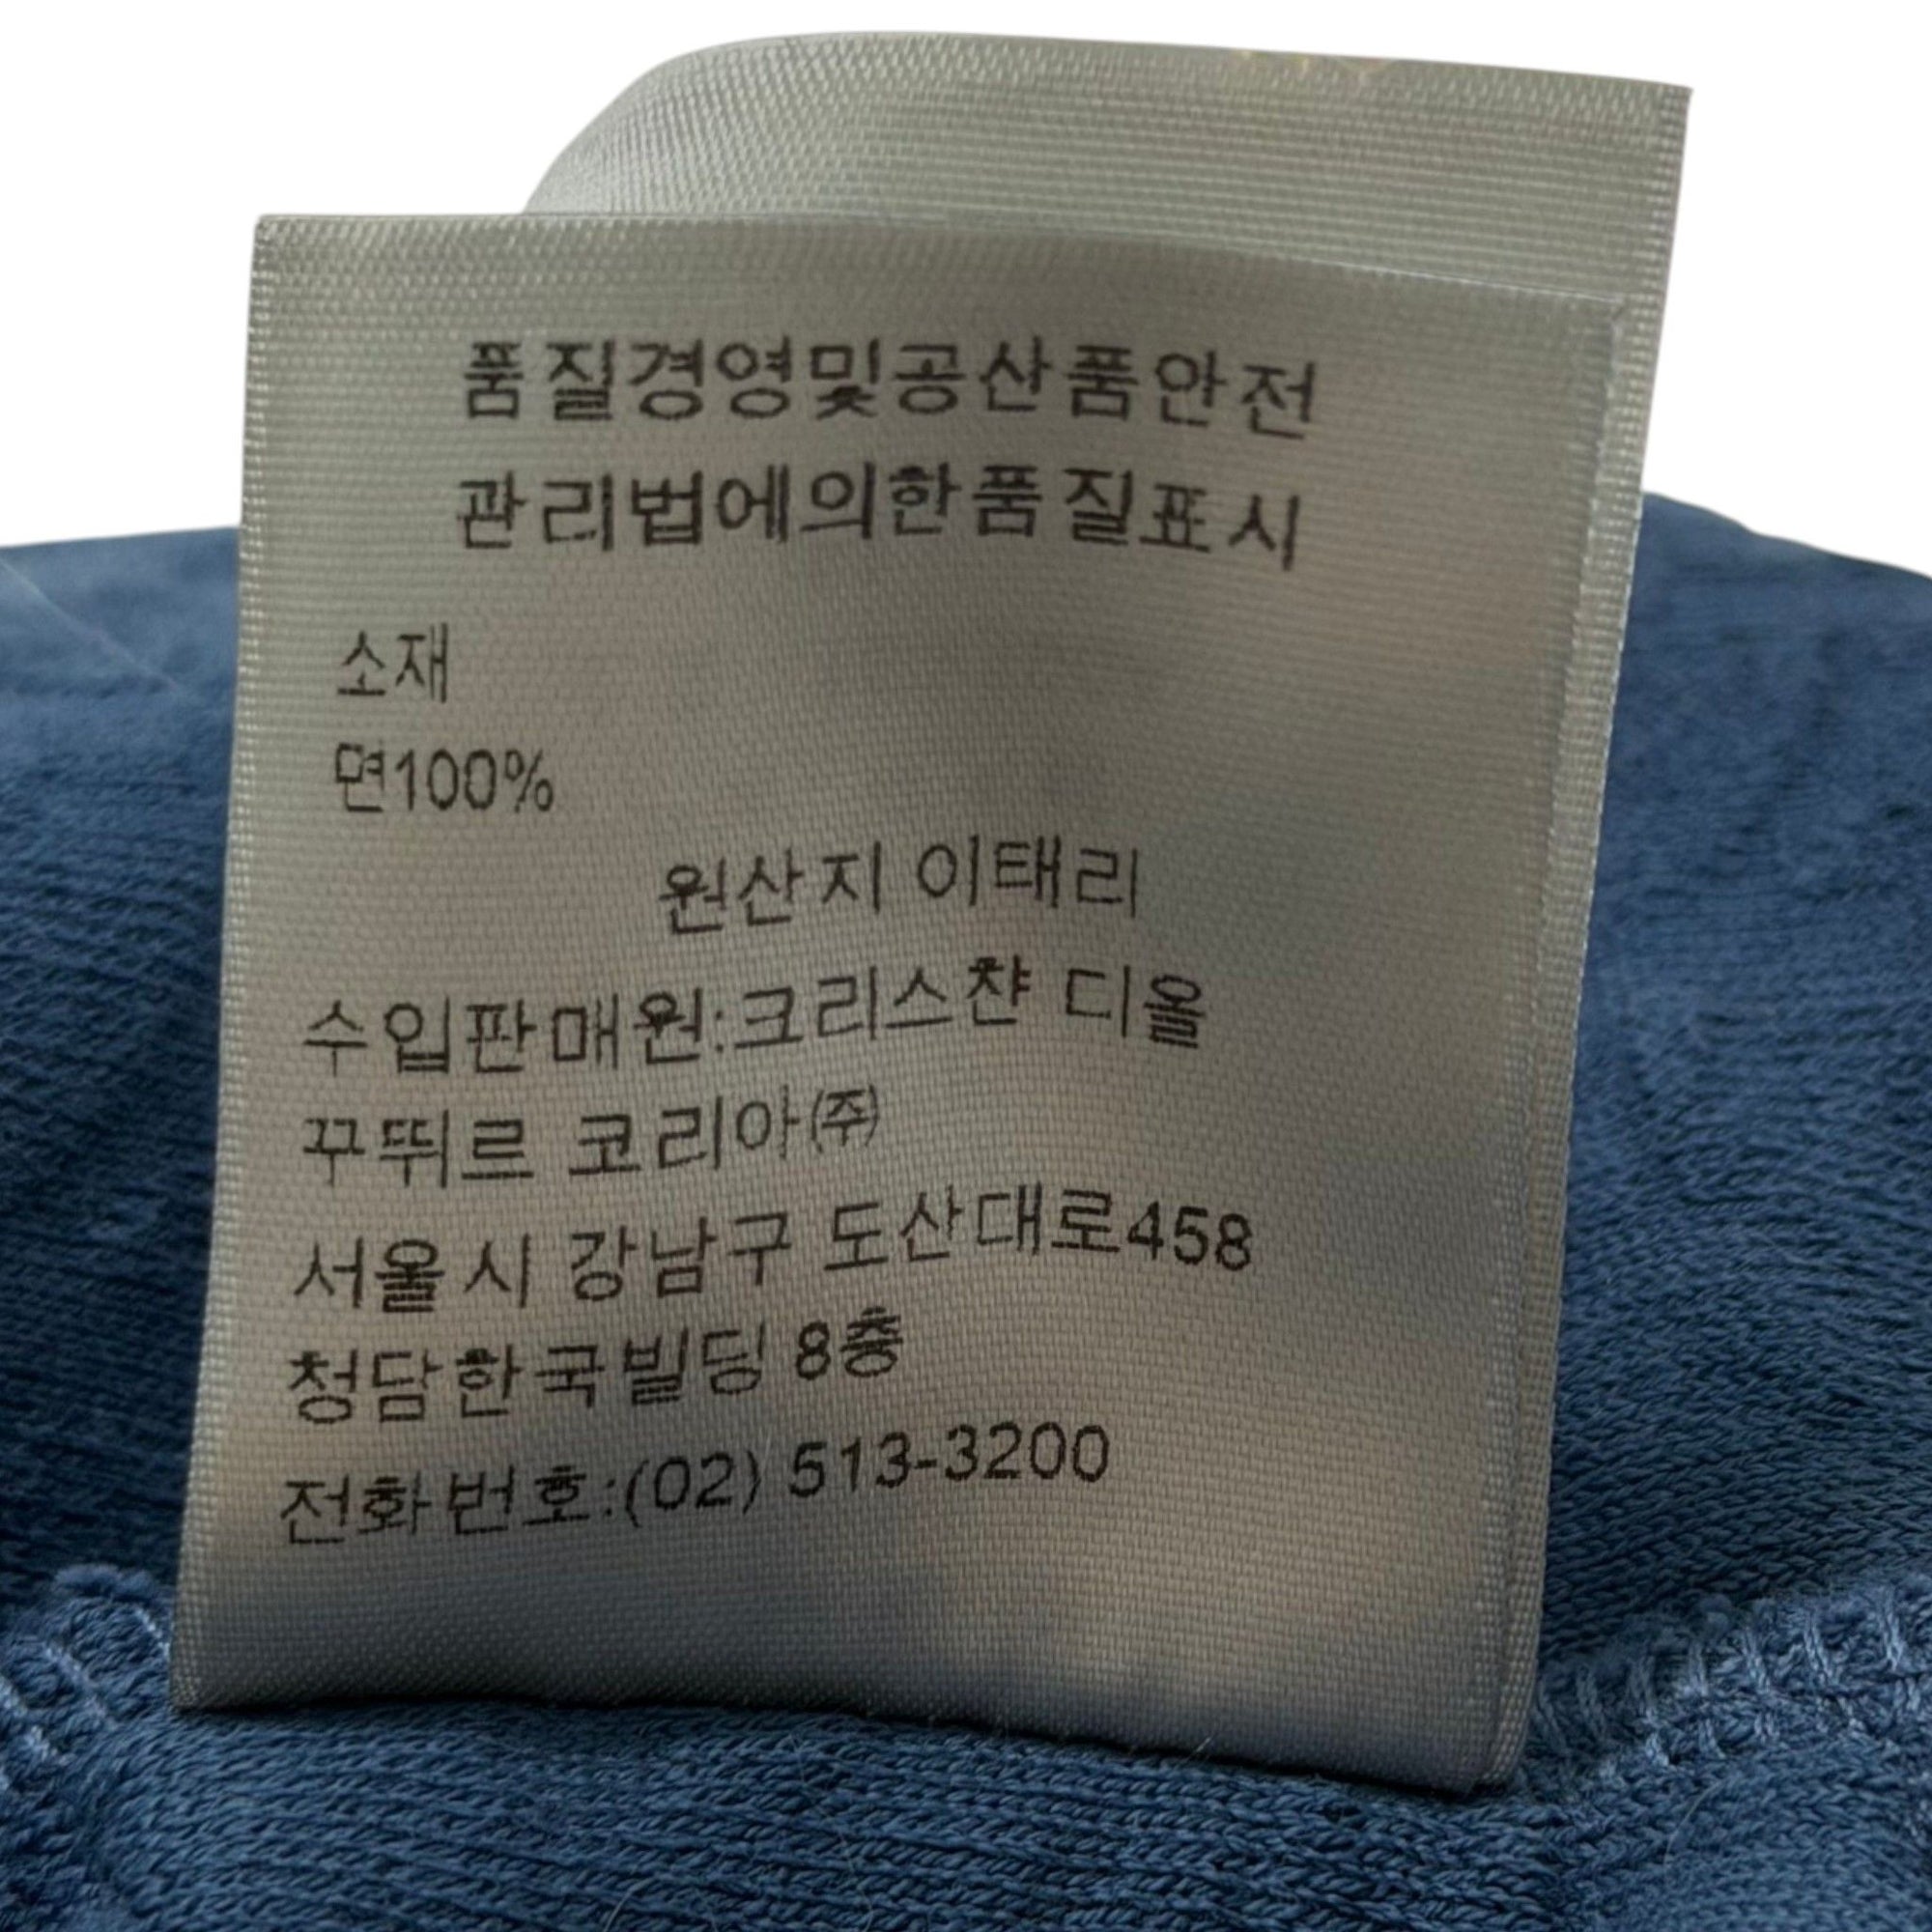 품질경영및공산품안전
관리법에의한품질표시
소재
면100%
원산지 이태리
수입판매원:크리스챤 디올
꾸뛰르 코리아㈜
서울시 강남구 도산대로458
청담한국빌딩 8층
전화번호:(02) 513-3200